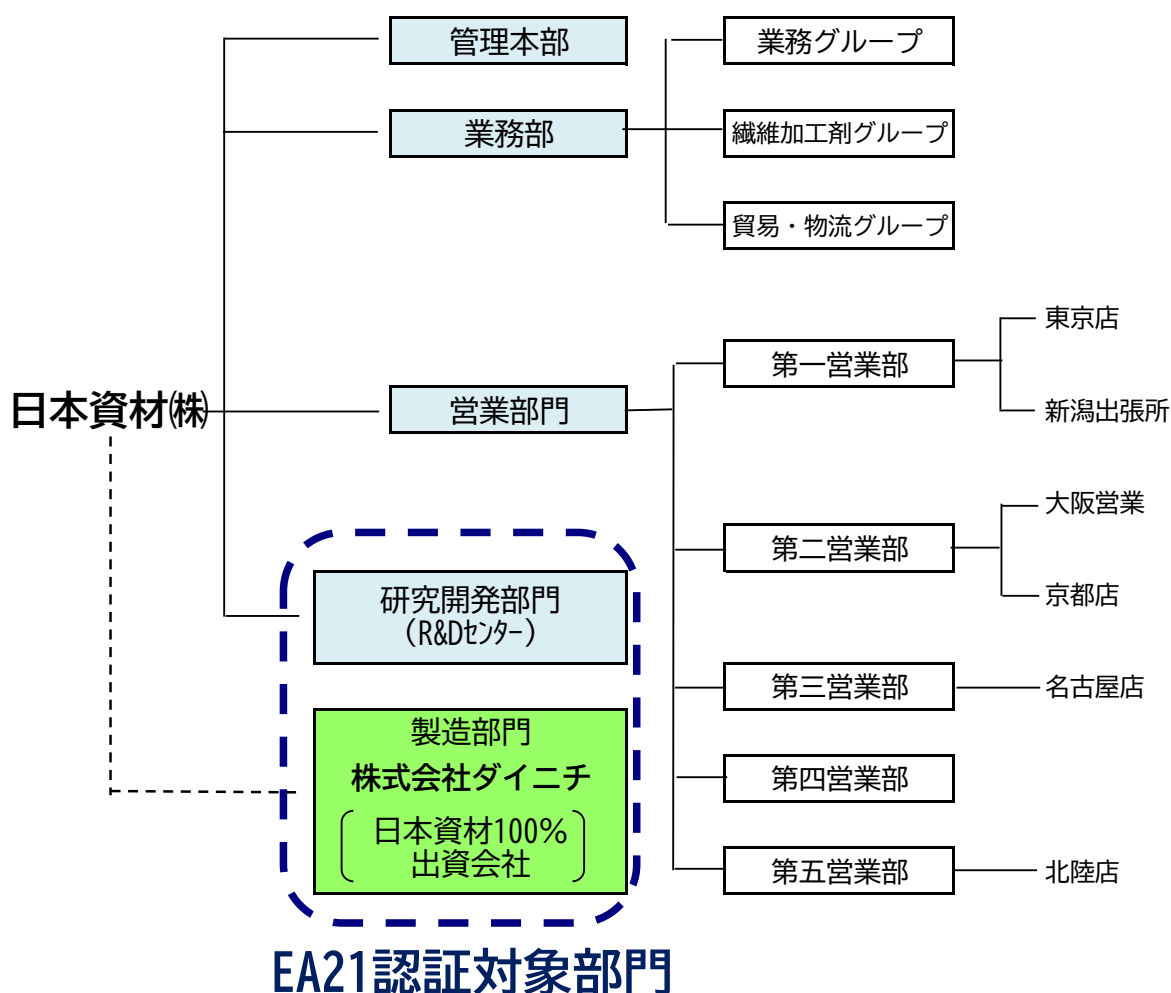 管理本部
業務グループ
業務部
繊維加工剤グループ
貿易・物流グループ
日本資材㈱
営業部門
第一営業部
東京店
新潟出張所
第二営業部
大阪営業
京都店
第三営業部
名古屋店
第四営業部
第五営業部
北陸店
研究開発部門
(R&Dｾﾝﾀｰ)
製造部門
株式会社ダイニチ
日本資材100%
出資会社
EA21認証対象部門